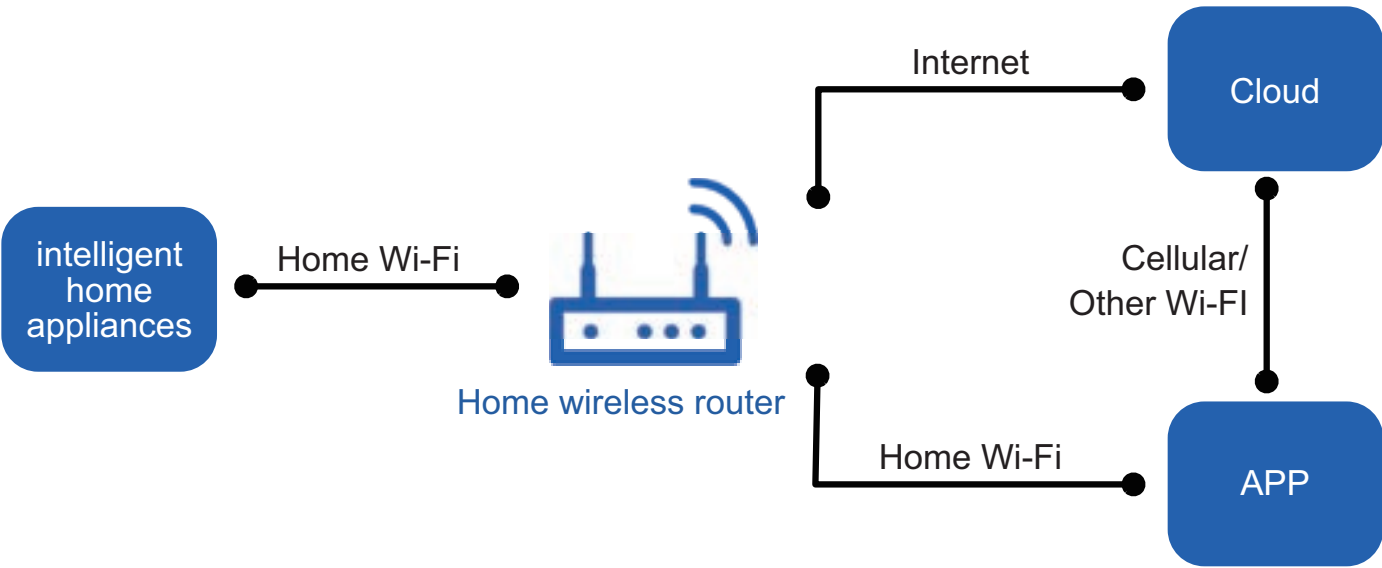 Internet
Cloud
intelligent
home
appliances
Home Wi-Fi
Cellular/
Other Wi-FI
Home wireless router
Home Wi-Fi
APP